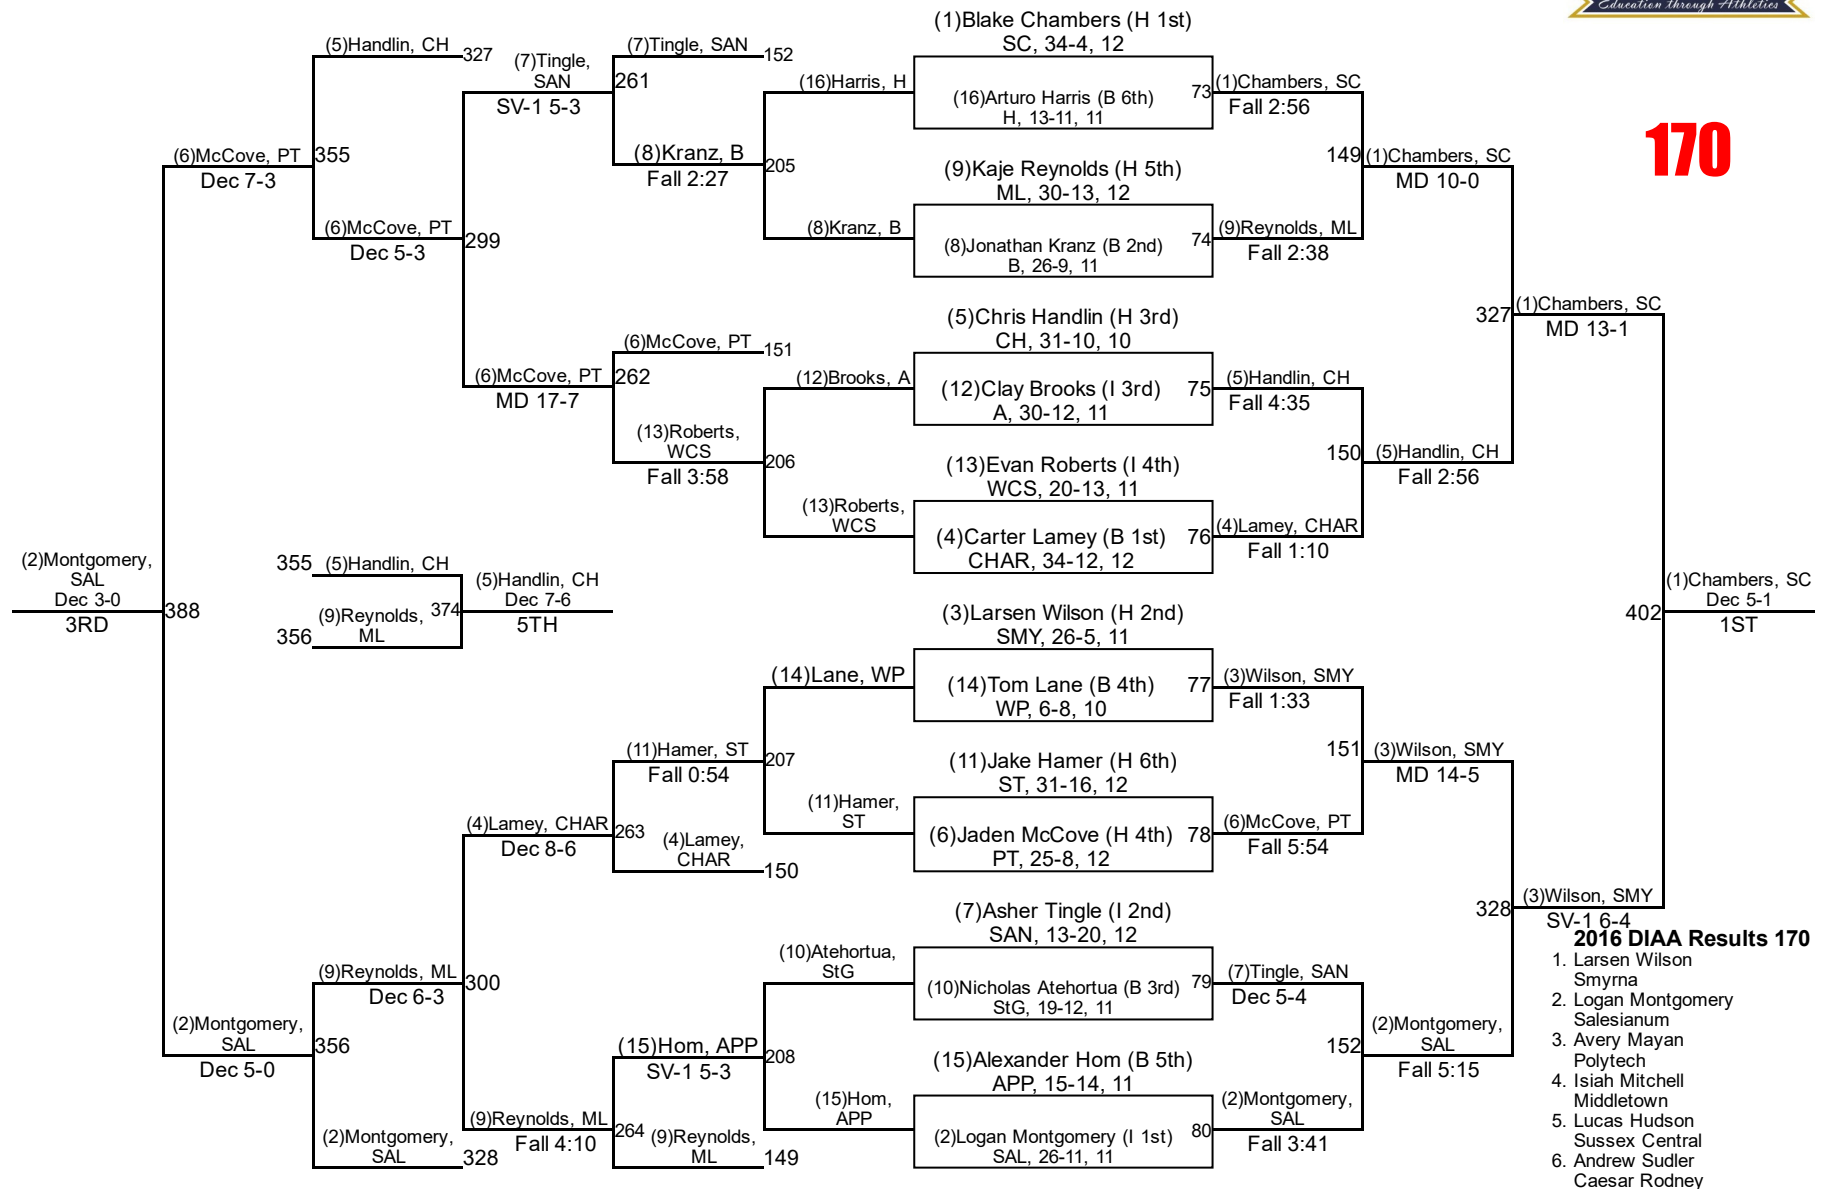 Education through Athletics
170
(5)Handlin, CH
327
(6)McCove, PT
Dec 7-3
355
(6)McCove, PT
Dec 5-3
(7)Tingle,
SAN
SV-1 5-3
299
(6)McCove, PT
MD 17-7
(7)Tingle, SAN
152
261
(8)Kranz, B
Fall 2:27
(6)McCove, PT
151
262
(13)Roberts,
WCS
Fall 3:58
(16)Harris, H
205
(8)Kranz, B
(12)Brooks, A
206
(13)Roberts,
WCS
(1)Blake Chambers (H 1st)
SC, 34-4, 12
(16)Arturo Harris (B 6th)
H, 13-11, 11
73
(9)Kaje Reynolds (H 5th)
ML, 30-13, 12
(8)Jonathan Kranz (B 2nd)
B, 26-9, 11
74
(5)Chris Handlin (H 3rd)
CH, 31-10, 10
(12)Clay Brooks (I 3rd)
A, 30-12, 11
75
(13)Evan Roberts (I 4th)
WCS, 20-13, 11
(4)Carter Lamey (B 1st)
CHAR, 34-12, 12
76
(1)Chambers, SC
Fall 2:56
149
(9)Reynolds, ML
Fall 2:38
(5)Handlin, CH
Fall 4:35
150
(4)Lamey, CHAR
Fall 1:10
(1)Chambers, SC
MD 10-0
327
(5)Handlin, CH
Fall 2:56
(1)Chambers, SC
MD 13-1
(2)Montgomery,
SAL
Dec 3-0
3RD
388
355
(5)Handlin, CH
(9)Reynolds,
ML
356
374
(5)Handlin, CH
Dec 7-6
5TH
402
(1)Chambers, SC
Dec 5-1
1ST
(2)Montgomery,
SAL
Dec 5-0
356
(9)Reynolds, ML
Dec 6-3
(2)Montgomery,
SAL
328
(4)Lamey, CHAR
Dec 8-6
300
(9)Reynolds, ML
Fall 4:10
(11)Hamer, ST
Fall 0:54
263
(4)Lamey,
CHAR
150
(15)Hom, APP
SV-1 5-3
264
(9)Reynolds,
ML
149
(14)Lane, WP
207
(11)Hamer,
ST
(10)Atehortua,
StG
208
(15)Hom,
APP
(3)Larsen Wilson (H 2nd)
SMY, 26-5, 11
(14)Tom Lane (B 4th)
WP, 6-8, 10
77
(11)Jake Hamer (H 6th)
ST, 31-16, 12
(6)Jaden McCove (H 4th)
PT, 25-8, 12
78
(7)Asher Tingle (I 2nd)
SAN, 13-20, 12
(10)Nicholas Atehortua (B 3rd)
StG, 19-12, 11
79
(15)Alexander Hom (B 5th)
APP, 15-14, 11
(2)Logan Montgomery (I 1st)
SAL, 26-11, 11
80
(3)Wilson, SMY
Fall 1:33
151
(6)McCove, PT
Fall 5:54
(7)Tingle, SAN
Dec 5-4
152
(2)Montgomery,
SAL
Fall 3:41
(3)Wilson, SMY
MD 14-5
328
(2)Montgomery,
SAL
Fall 5:15
(3)Wilson, SMY
SV-1 6-4
2016 DIAA Results 170
1. Larsen Wilson
Smyrna
2. Logan Montgomery
Salesianum
3. Avery Mayan
Polytech
4. Isiah Mitchell
Middletown
5. Lucas Hudson
Sussex Central
6. Andrew Sudler
Caesar Rodney